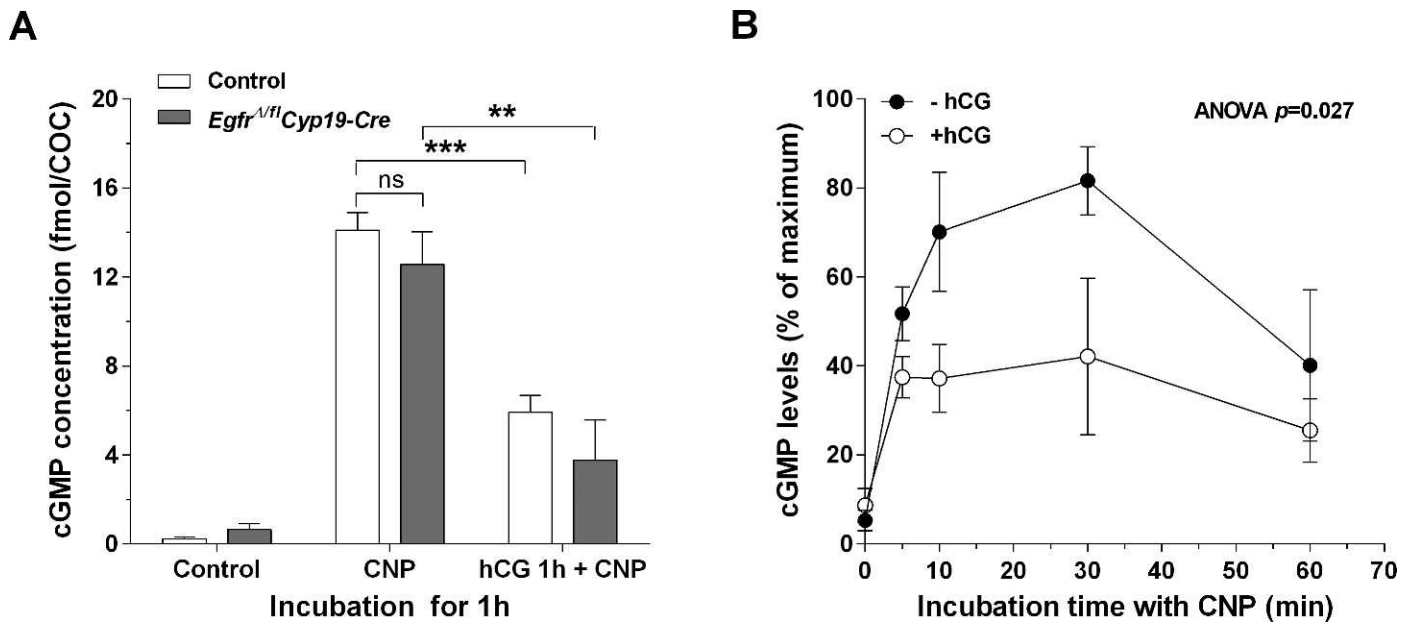 A
Control
Egfr^Δ/fl Cyp19-Cre
cGMP concentration (fmol/COC)
20
16
12
8
4
0
**
***
ns
Control
CNP
hCG 1h + CNP
Incubation for 1h
B
- hCG
+hCG
ANOVA p=0.027
cGMP levels (% of maximum)
100
80
60
40
20
0
0 10 20 30 40 50 60 70
Incubation time with CNP (min)